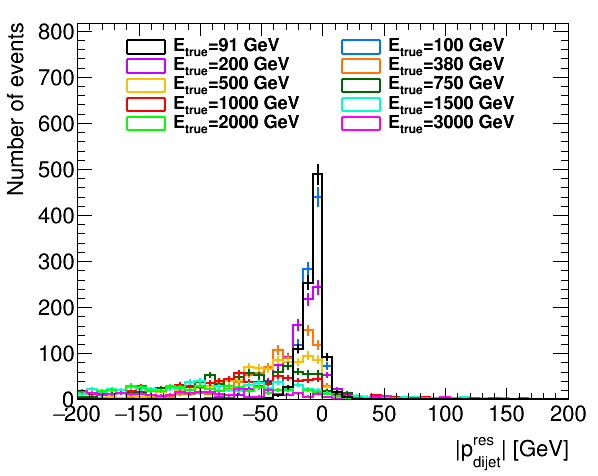 Number of events
800
700
600
500
400
300
200
100
0
E_true=91 GeV E_true=100 GeV
E_true=200 GeV E_true=380 GeV
E_true=500 GeV E_true=750 GeV
E_true=1000 GeV E_true=1500 GeV
E_true=2000 GeV E_true=3000 GeV
−200 −150 −100 −50 0 50 100 150 200
|p^res_dijet| [GeV]